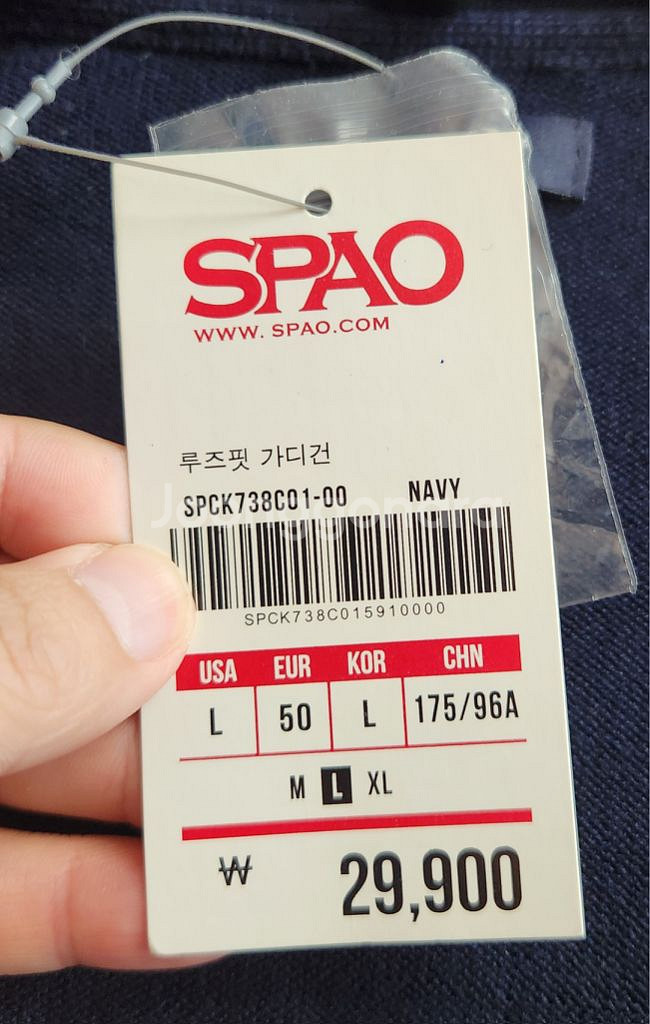 SPAO
WWW. SPAO.COM
루즈핏 가디건
SPCK738C01-00 NAVY
Joonggonara
SPCK738C015910000
USA EUR KOR CHN
L 50 L 175/96A
M L XL
₩ 29,900